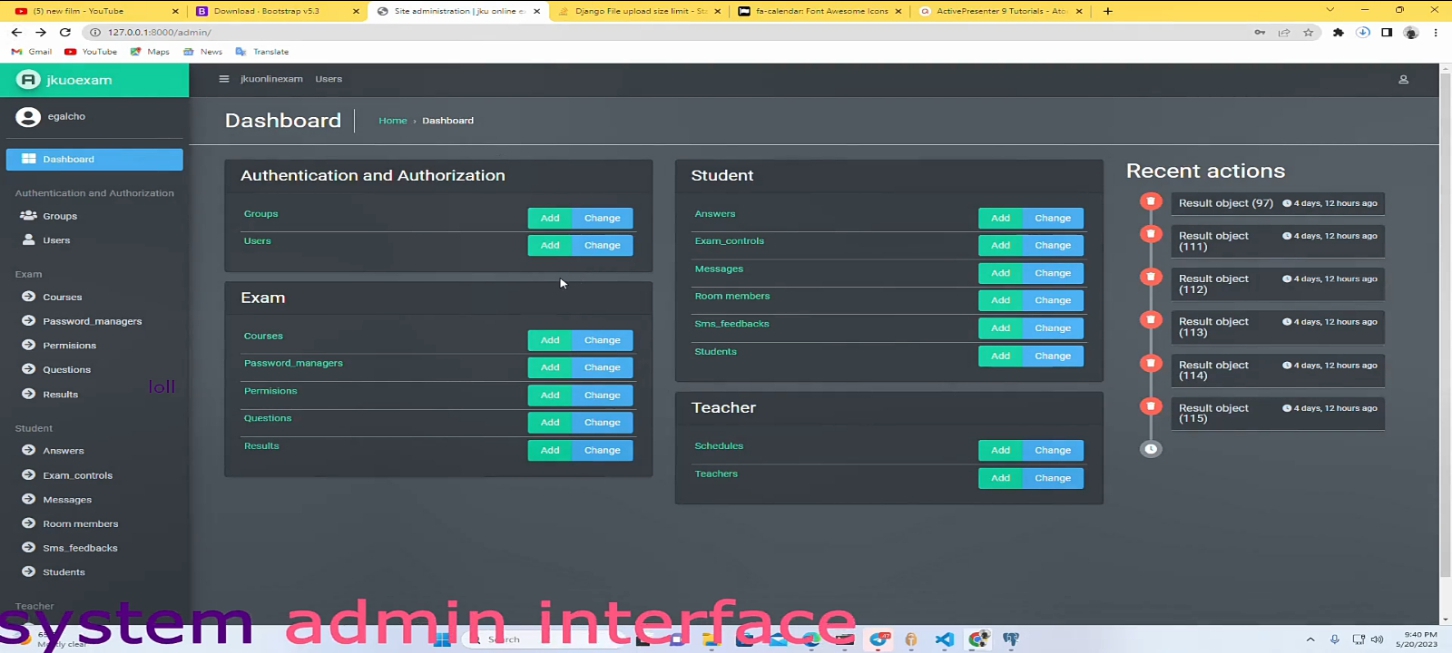 (5) new film - YouTube
Download · Bootstrap v5.3
Site administration | jku online e
Django File upload size limit - St
fa-calendar: Font Awesome Icons
ActivePresenter 9 Tutorials - Ato
127.0.0.1:8000/admin/
Gmail
YouTube
Maps
News
Translate
jkuoexam
jkuonlinexam
Users
egalcho
Dashboard
Home › Dashboard
Dashboard
Authentication and Authorization
Groups
Users
Exam
Courses
Password_managers
Permisions
Questions
Results
loll
Student
Answers
Exam_controls
Messages
Room members
Sms_feedbacks
Students
Teacher
Authentication and Authorization
Groups Add Change
Users Add Change
Exam
Courses Add Change
Password_managers Add Change
Permisions Add Change
Questions Add Change
Results Add Change
Student
Answers Add Change
Exam_controls Add Change
Messages Add Change
Room members Add Change
Sms_feedbacks Add Change
Students Add Change
Teacher
Schedules Add Change
Teachers Add Change
Recent actions
Result object (97) 4 days, 12 hours ago
Result object 4 days, 12 hours ago
(111)
Result object 4 days, 12 hours ago
(112)
Result object 4 days, 12 hours ago
(113)
Result object 4 days, 12 hours ago
(114)
Result object 4 days, 12 hours ago
(115)
system admin interface
Mostly clear
Search
9:40 PM
5/20/2023